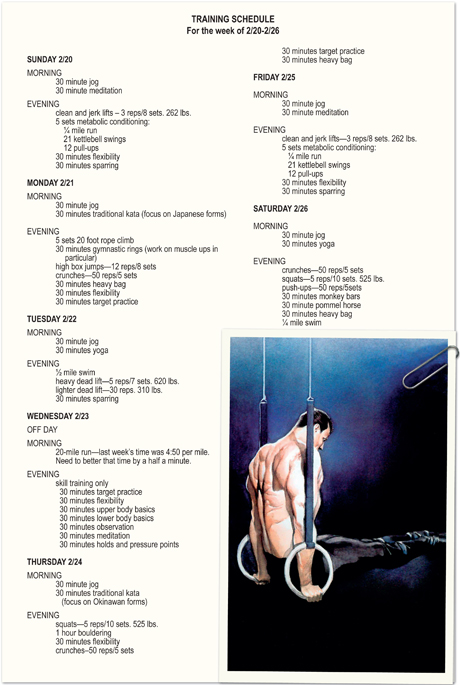 TRAINING SCHEDULE
For the week of 2/20-2/26
SUNDAY 2/20
MORNING
30 minute jog
30 minute meditation
EVENING
clean and jerk lifts – 3 reps/8 sets. 262 lbs.
5 sets metabolic conditioning:
¼ mile run
21 kettlebell swings
12 pull-ups
30 minutes flexibility
30 minutes sparring
MONDAY 2/21
MORNING
30 minute jog
30 minutes traditional kata (focus on Japanese forms)
EVENING
5 sets 20 foot rope climb
30 minutes gymnastic rings (work on muscle ups in
particular)
high box jumps—12 reps/8 sets
crunches—50 reps/5 sets
30 minutes heavy bag
30 minutes flexibility
30 minutes target practice
TUESDAY 2/22
MORNING
30 minute jog
30 minutes yoga
EVENING
½ mile swim
heavy dead lift—5 reps/7 sets. 620 lbs.
lighter dead lift—30 reps. 310 lbs.
30 minutes sparring
WEDNESDAY 2/23
OFF DAY
MORNING
20-mile run—last week's time was 4:50 per mile.
Need to better that time by a half a minute.
EVENING
skill training only
30 minutes target practice
30 minutes flexibility
30 minutes upper body basics
30 minutes lower body basics
30 minutes observation
30 minutes meditation
30 minutes holds and pressure points
THURSDAY 2/24
MORNING
30 minute jog
30 minutes traditional kata
(focus on Okinawan forms)
EVENING
squats—5 reps/10 sets. 525 lbs.
1 hour bouldering
30 minutes flexibility
crunches–50 reps/5 sets
30 minutes target practice
30 minutes heavy bag
FRIDAY 2/25
MORNING
30 minute jog
30 minute meditation
EVENING
clean and jerk lifts—3 reps/8 sets. 262 lbs.
5 sets metabolic conditioning:
¼ mile run
21 kettlebell swings
12 pull-ups
30 minutes flexibility
30 minutes sparring
SATURDAY 2/26
MORNING
30 minute jog
30 minutes yoga
EVENING
crunches—50 reps/5 sets
squats—5 reps/10 sets. 525 lbs.
push-ups—50 reps/5sets
30 minutes monkey bars
30 minute pommel horse
30 minutes heavy bag
¼ mile swim